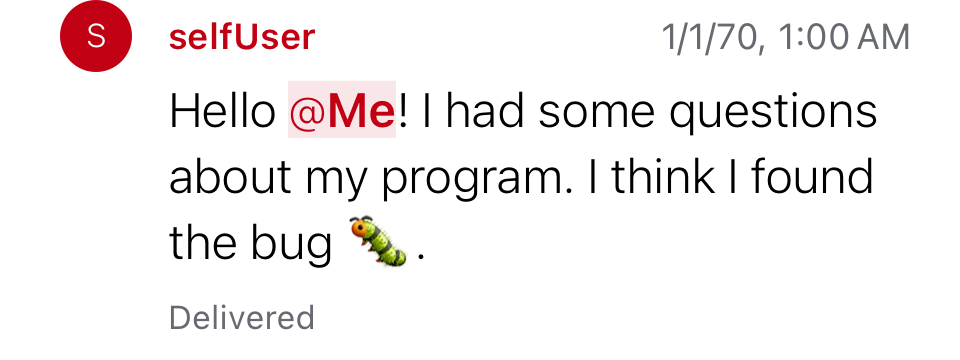 S
selfUser 1/1/70, 1:00 AM
Hello @Me! I had some questions
about my program. I think I found
the bug 🐛.
Delivered